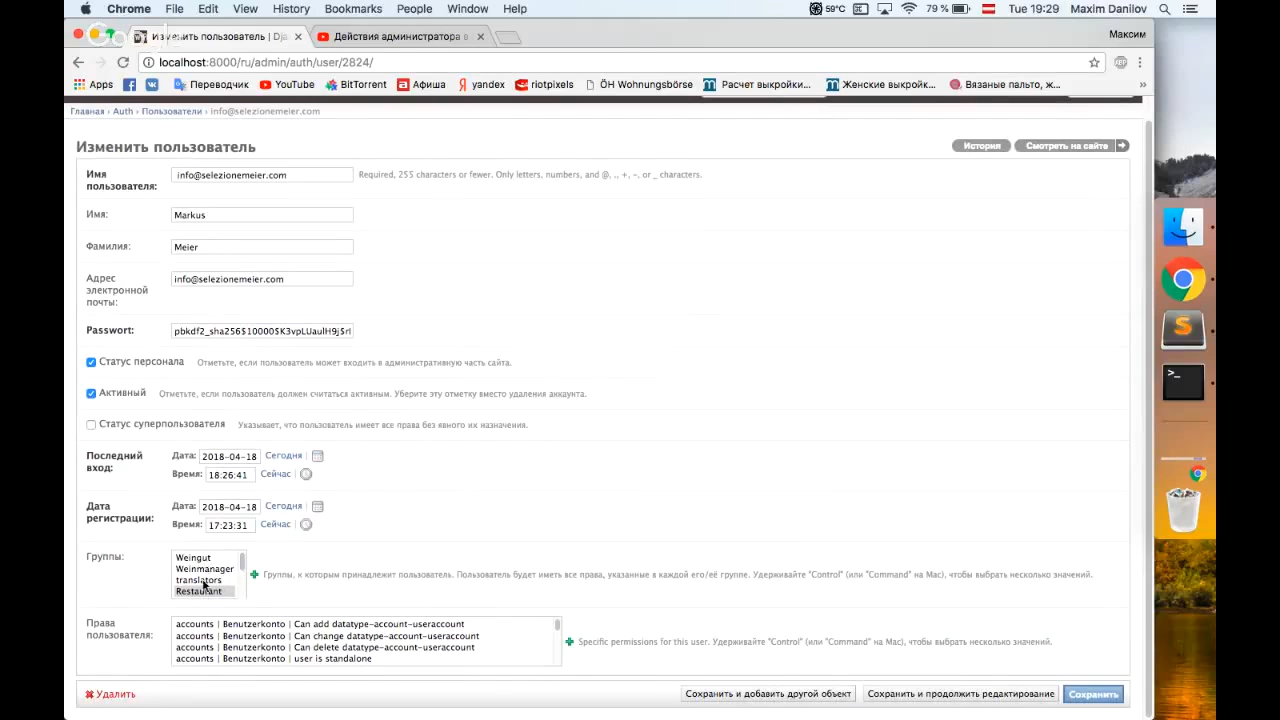 Chrome File Edit View History Bookmarks People Window Help 59°C 79 % Tue 19:29 Maxim Danilov
Изменить пользователь | Dja Действия администратора в Максим
localhost:8000/ru/admin/auth/user/2824/
Apps Переводчик YouTube BitTorrent Афиша yandex riotpixels ÖH Wohnungsbörse Расчет выкройки... Женские выкройк... Вязаные пальто, ж... »
Главная › Auth › Пользователи › info@selezionemeier.com
Изменить пользователь
История Смотреть на сайте
Имя пользователя: info@selezionemeier.com Required, 255 characters or fewer. Only letters, numbers, and @, ., +, -, or _ characters.
Имя: Markus
Фамилия: Meier
Адрес электронной почты: info@selezionemeier.com
Passwort: pbkdf2_sha256$10000$K3vpLUaulH9j$rl
Статус персонала Отметьте, если пользователь может входить в административную часть сайта.
Активный Отметьте, если пользователь должен считаться активным. Уберите эту отметку вместо удаления аккаунта.
Статус суперпользователя Указывает, что пользователь имеет все права без явного их назначения.
Последний вход: Дата: 2018-04-18 Сегодня |
Время: 18:26:41 Сейчас |
Дата регистрации: Дата: 2018-04-18 Сегодня |
Время: 17:23:31 Сейчас |
Группы: Weingut
Weinmanager
translators
Restaurant
Группы, к которым принадлежит пользователь. Пользователь будет иметь все права, указанные в каждой его/её группе. Удерживайте "Control" (или "Command" на Mac), чтобы выбрать несколько значений.
Права пользователя: accounts | Benutzerkonto | Can add datatype-account-useraccount
accounts | Benutzerkonto | Can change datatype-account-useraccount
accounts | Benutzerkonto | Can delete datatype-account-useraccount
accounts | Benutzerkonto | user is standalone
Specific permissions for this user. Удерживайте "Control" (или "Command" на Mac), чтобы выбрать несколько значений.
Удалить Сохранить и добавить другой объект Сохранить и продолжить редактирование Сохранить